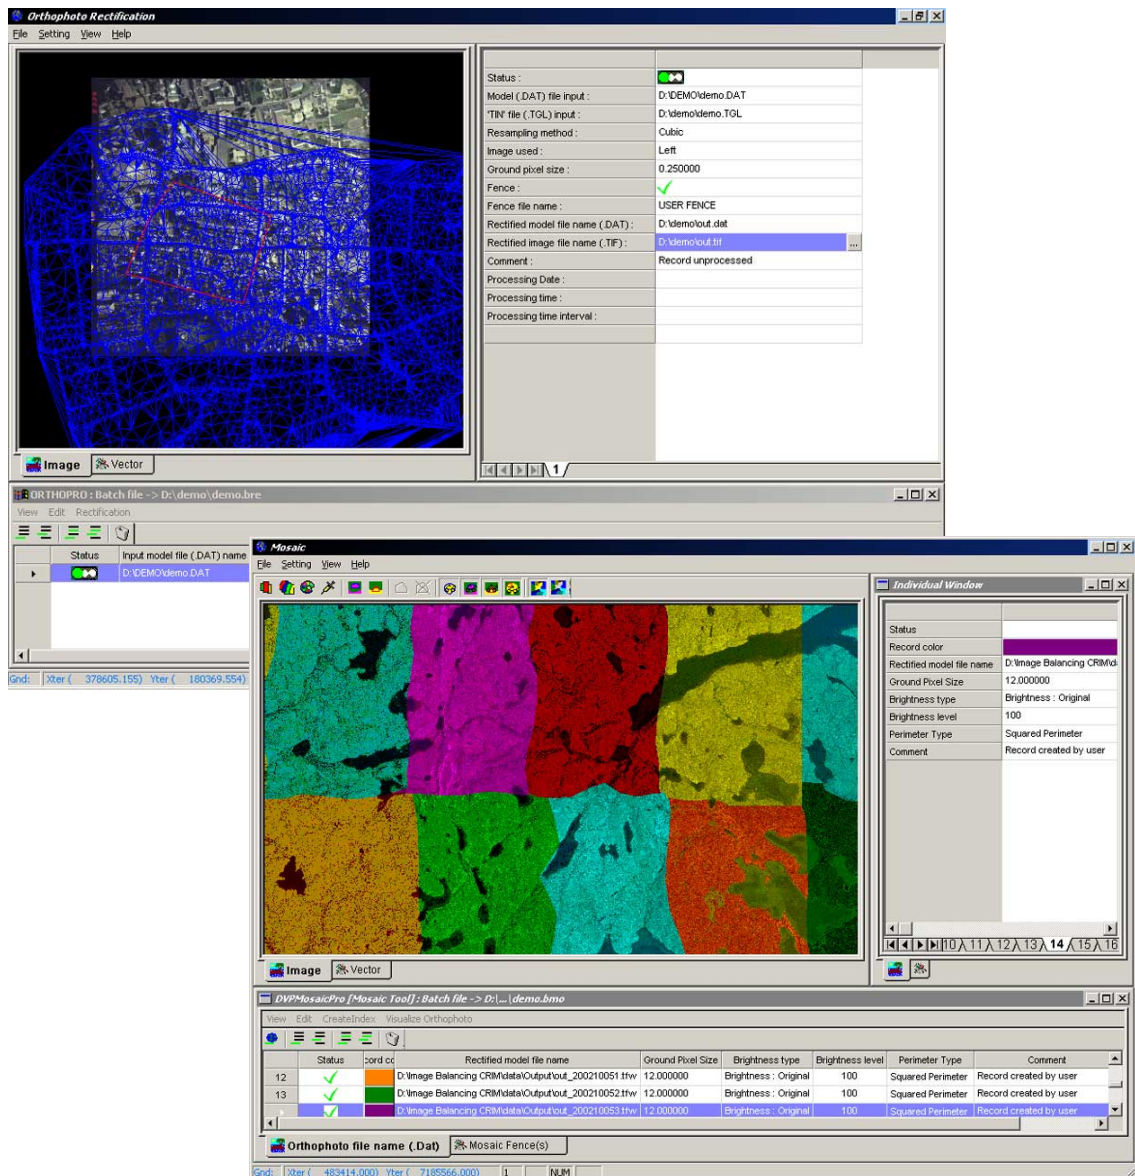 Orthophoto Rectification
File Setting View Help
Status :
Model (.DAT) file input : D:\DEMO\demo.DAT
'TIN' file (.TGL) input : D:\demo\demo.TGL
Resampling method : Cubic
Image used : Left
Ground pixel size : 0.250000
Fence :
Fence file name : USER FENCE
Rectified model file name (.DAT) : D:\demo\out.dat
Rectified image file name (.TIF) : D:\demo\out.tif ...
Comment : Record unprocessed
Processing Date :
Processing time :
Processing time interval :
Image Vector
1
ORTHOPRO : Batch file -> D:\demo\demo.bre
View Edit Rectification
Status Input model file (.DAT) name
D:\DEMO\demo.DAT
Gnd: Xter ( 378605.155) Yter ( 180369.554)
Mosaic
File Setting View Help
Individual Window
Status
Record color
Rectified model file name D:\Image Balancing CRIM\da
Ground Pixel Size 12.000000
Brightness type Brightness : Original
Brightness level 100
Perimeter Type Squared Perimeter
Comment Record created by user
10 11 12 13 14 15 16
Image Vector
DVPMosaicPro [Mosaic Tool] : Batch file -> D:\...\demo.bmo
View Edit CreateIndex Visualize Orthophoto
Status cord co Rectified model file name Ground Pixel Size Brightness type Brightness level Perimeter Type Comment
12 D:\Image Balancing CRIM\data\Output\out_200210051.tfw 12.000000 Brightness : Original 100 Squared Perimeter Record created by user
13 D:\Image Balancing CRIM\data\Output\out_200210052.tfw 12.000000 Brightness : Original 100 Squared Perimeter Record created by user
D:\Image Balancing CRIM\data\Output\out_200210053.tfw 12.000000 Brightness : Original 100 Squared Perimeter Record created by user
Orthophoto file name (.Dat) Mosaic Fence(s)
Gnd: Xter ( 483414.000) Yter ( 7185566.000) 1 NUM